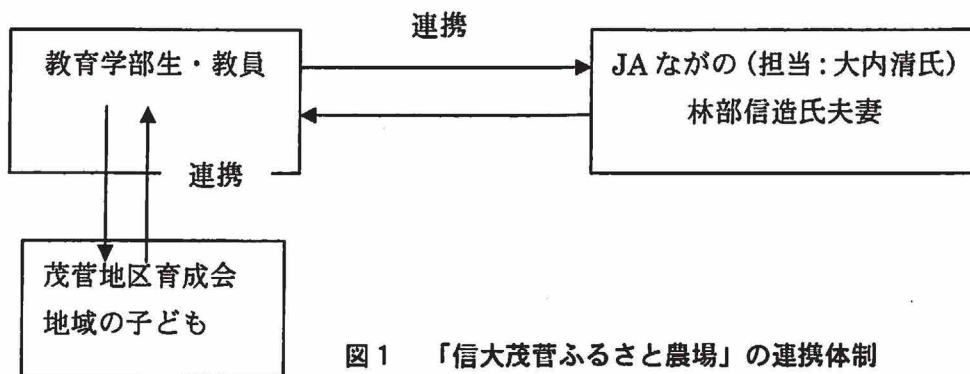 連携
教育学部生・教員
JAながの（担当：大内清氏）
林部信造氏夫妻
連携
茂菅地区育成会
地域の子ども
図1 「信大茂菅ふるさと農場」の連携体制